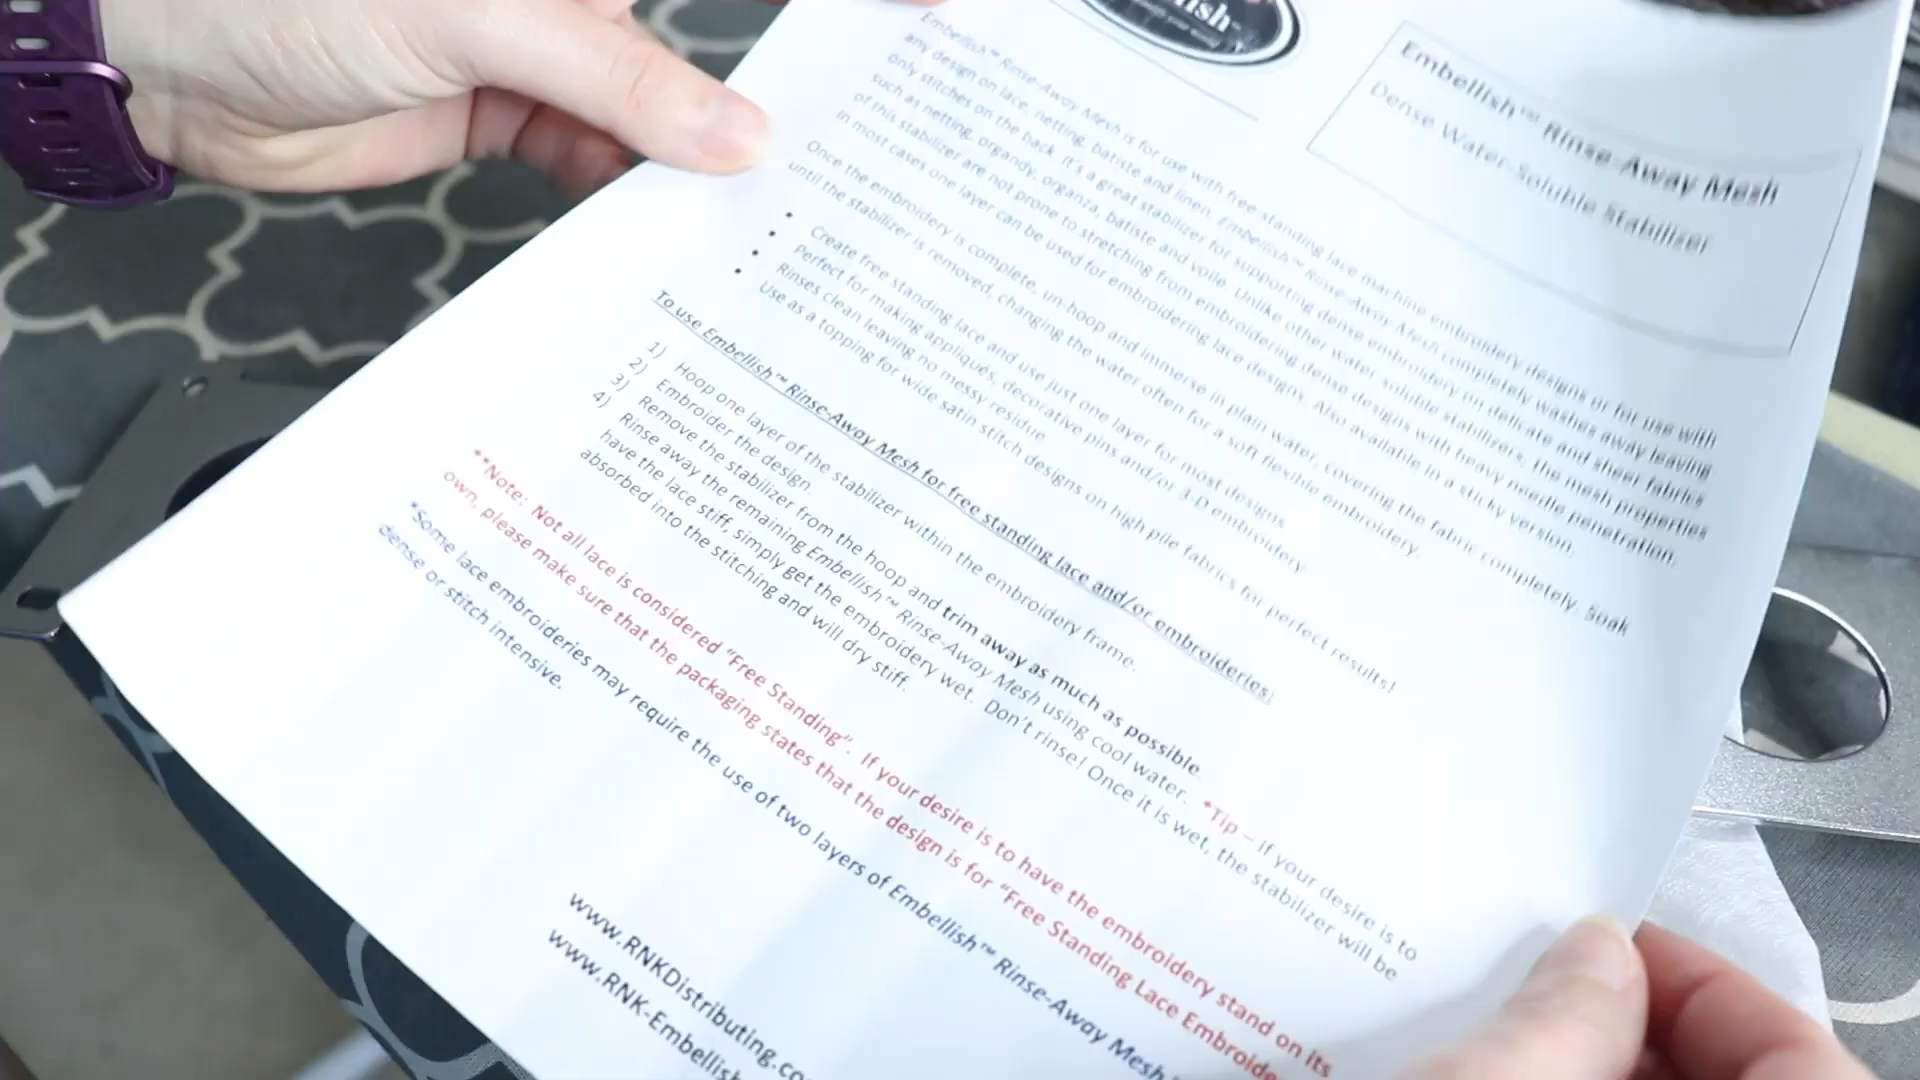 Embellish™ Rinse-Away Mesh
Dense Water-Soluble Stabilizer
Embellish™ Rinse-Away Mesh is for use with free standing lace machine embroidery designs or for use with
any design on lace, netting, batiste and linen. Embellish™ Rinse-Away Mesh completely washes away leaving
only stitches on the back. It's a great stabilizer for supporting dense embroidery on delicate and sheer fabrics
such as netting, organdy, organza, batiste and voile. Unlike other water soluble stabilizers, the mesh properties
of this stabilizer are not prone to stretching from embroidering dense designs with heavy needle penetration.
In most cases one layer can be used for embroidering lace designs. Also available in a sticky version.
Once the embroidery is complete, un-hoop and immerse in plain water, covering the fabric completely. Soak
until the stabilizer is removed, changing the water often for a soft flexible embroidery.
• Create free standing lace and use just one layer for most designs
• Perfect for making appliqués, decorative pins and/or 3-D embroidery
• Rinses clean leaving no messy residue
• Use as a topping for wide satin stitch designs on high pile fabrics for perfect results!
To use Embellish™ Rinse-Away Mesh for free standing lace and/or embroideries:
1) Hoop one layer of the stabilizer within the embroidery frame.
2) Embroider the design.
3) Remove the stabilizer from the hoop and trim away as much as possible.
4) Rinse away the remaining Embellish™ Rinse-Away Mesh using cool water. *Tip – if your desire is to
have the lace stiff, simply get the embroidery wet. Don't rinse! Once it is wet, the stabilizer will be
absorbed into the stitching and will dry stiff.
**Note: Not all lace is considered "Free Standing". If your desire is to have the embroidery stand on its
own, please make sure that the packaging states that the design is for "Free Standing Lace Embroide
*Some lace embroideries may require the use of two layers of Embellish™ Rinse-Away Mesh
dense or stitch intensive.
www.RNKDistributing.co
www.RNK-Embellish